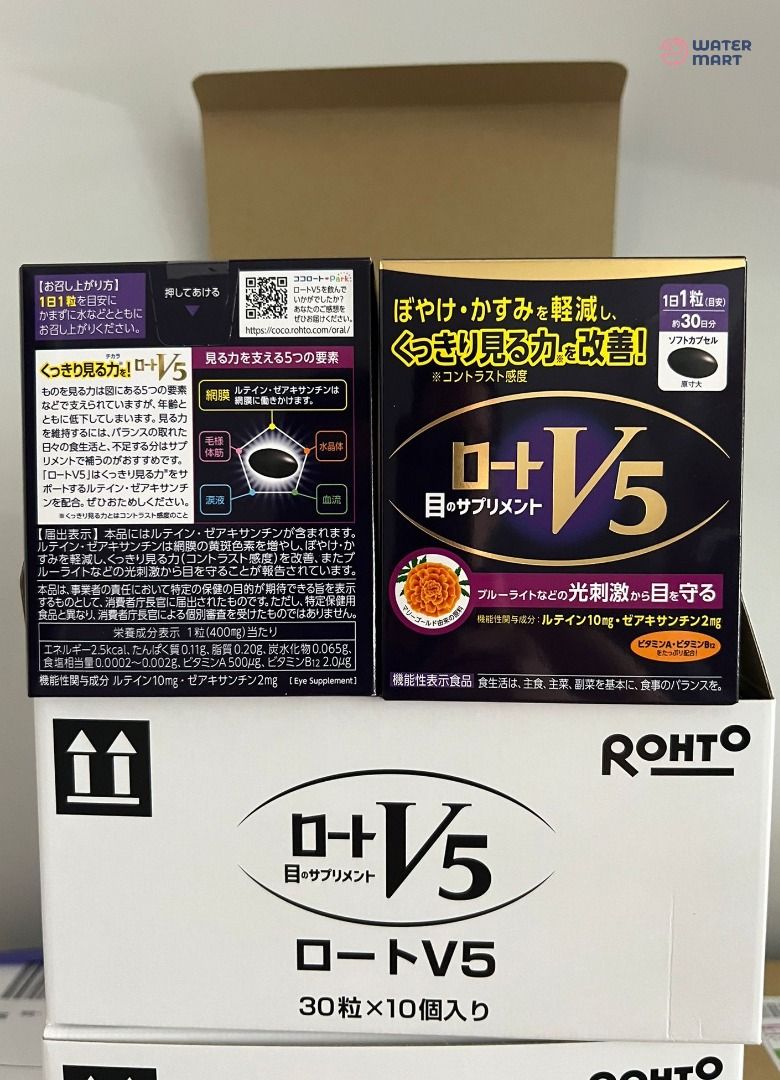 WATER
MART
【お召し上がり方】
1日1粒を目安に
かまずに水などとともに
お召し上がりください。
押してあける
ココロートPark
ロートV5を飲んで
いかがでしたか?
あなたのご感想を
ぜひお届けください。
https://coco.rohto.com/oral/
チカラ
くっきり見る力を! ロートV5
ものを見る力は図にある5つの要素
などで支えられていますが、年齢と
ともに低下してしまいます。見る力
を維持するには、バランスの取れた
日々の食生活と、不足する分はサプ
リメントで補うのがおすすめです。
「ロートV5」はくっきり見る力※をサ
ポートするルテイン・ゼアキサンチ
ンを配合。ぜひおためしください。
※くっきり見る力とはコントラスト感度のこと
見る力を支える5つの要素
網膜 ルテイン・ゼアキサンチンは
網膜に働きかけます。
毛様
体筋
水晶体
涙液
血流
【届出表示】本品にはルテイン・ゼアキサンチンが含まれます。
ルテイン・ゼアキサンチンは網膜の黄斑色素を増やし、ぼやけ・か
すみを軽減し、くっきり見る力(コントラスト感度)を改善、またブ
ルーライトなどの光刺激から目を守ることが報告されています。
本品は、事業者の責任において特定の保健の目的が期待できる旨を表示
するものとして、消費者庁長官に届出されたものです。ただし、特定保健用
食品と異なり、消費者庁長官による個別審査を受けたものではありません。
栄養成分表示 1粒(400mg)当たり
エネルギー2.5kcal、たんぱく質0.11g、脂質0.20g、炭水化物0.065g、
食塩相当量0.0002〜0.002g、ビタミンA 500μg、ビタミンB12 2.0μg
機能性関与成分 ルテイン10mg・ゼアキサンチン2mg [Eye Supplement]
ぼやけ・かすみを軽減し、
くっきり見る力※を改善!
※コントラスト感度
1日1粒(目安)
約30日分
ソフトカプセル
原寸大
ロートV5
目のサプリメント
マリーゴールド由来の原料
ブルーライトなどの光刺激から目を守る
機能性関与成分:ルテイン10mg・ゼアキサンチン2mg
ビタミンA・ビタミンB12
をたっぷり配合!
機能性表示食品 食生活は、主食、主菜、副菜を基本に、食事のバランスを。
ROHTO
ロートV5
目のサプリメント
ロートV5
30粒×10個入り
ROHTO